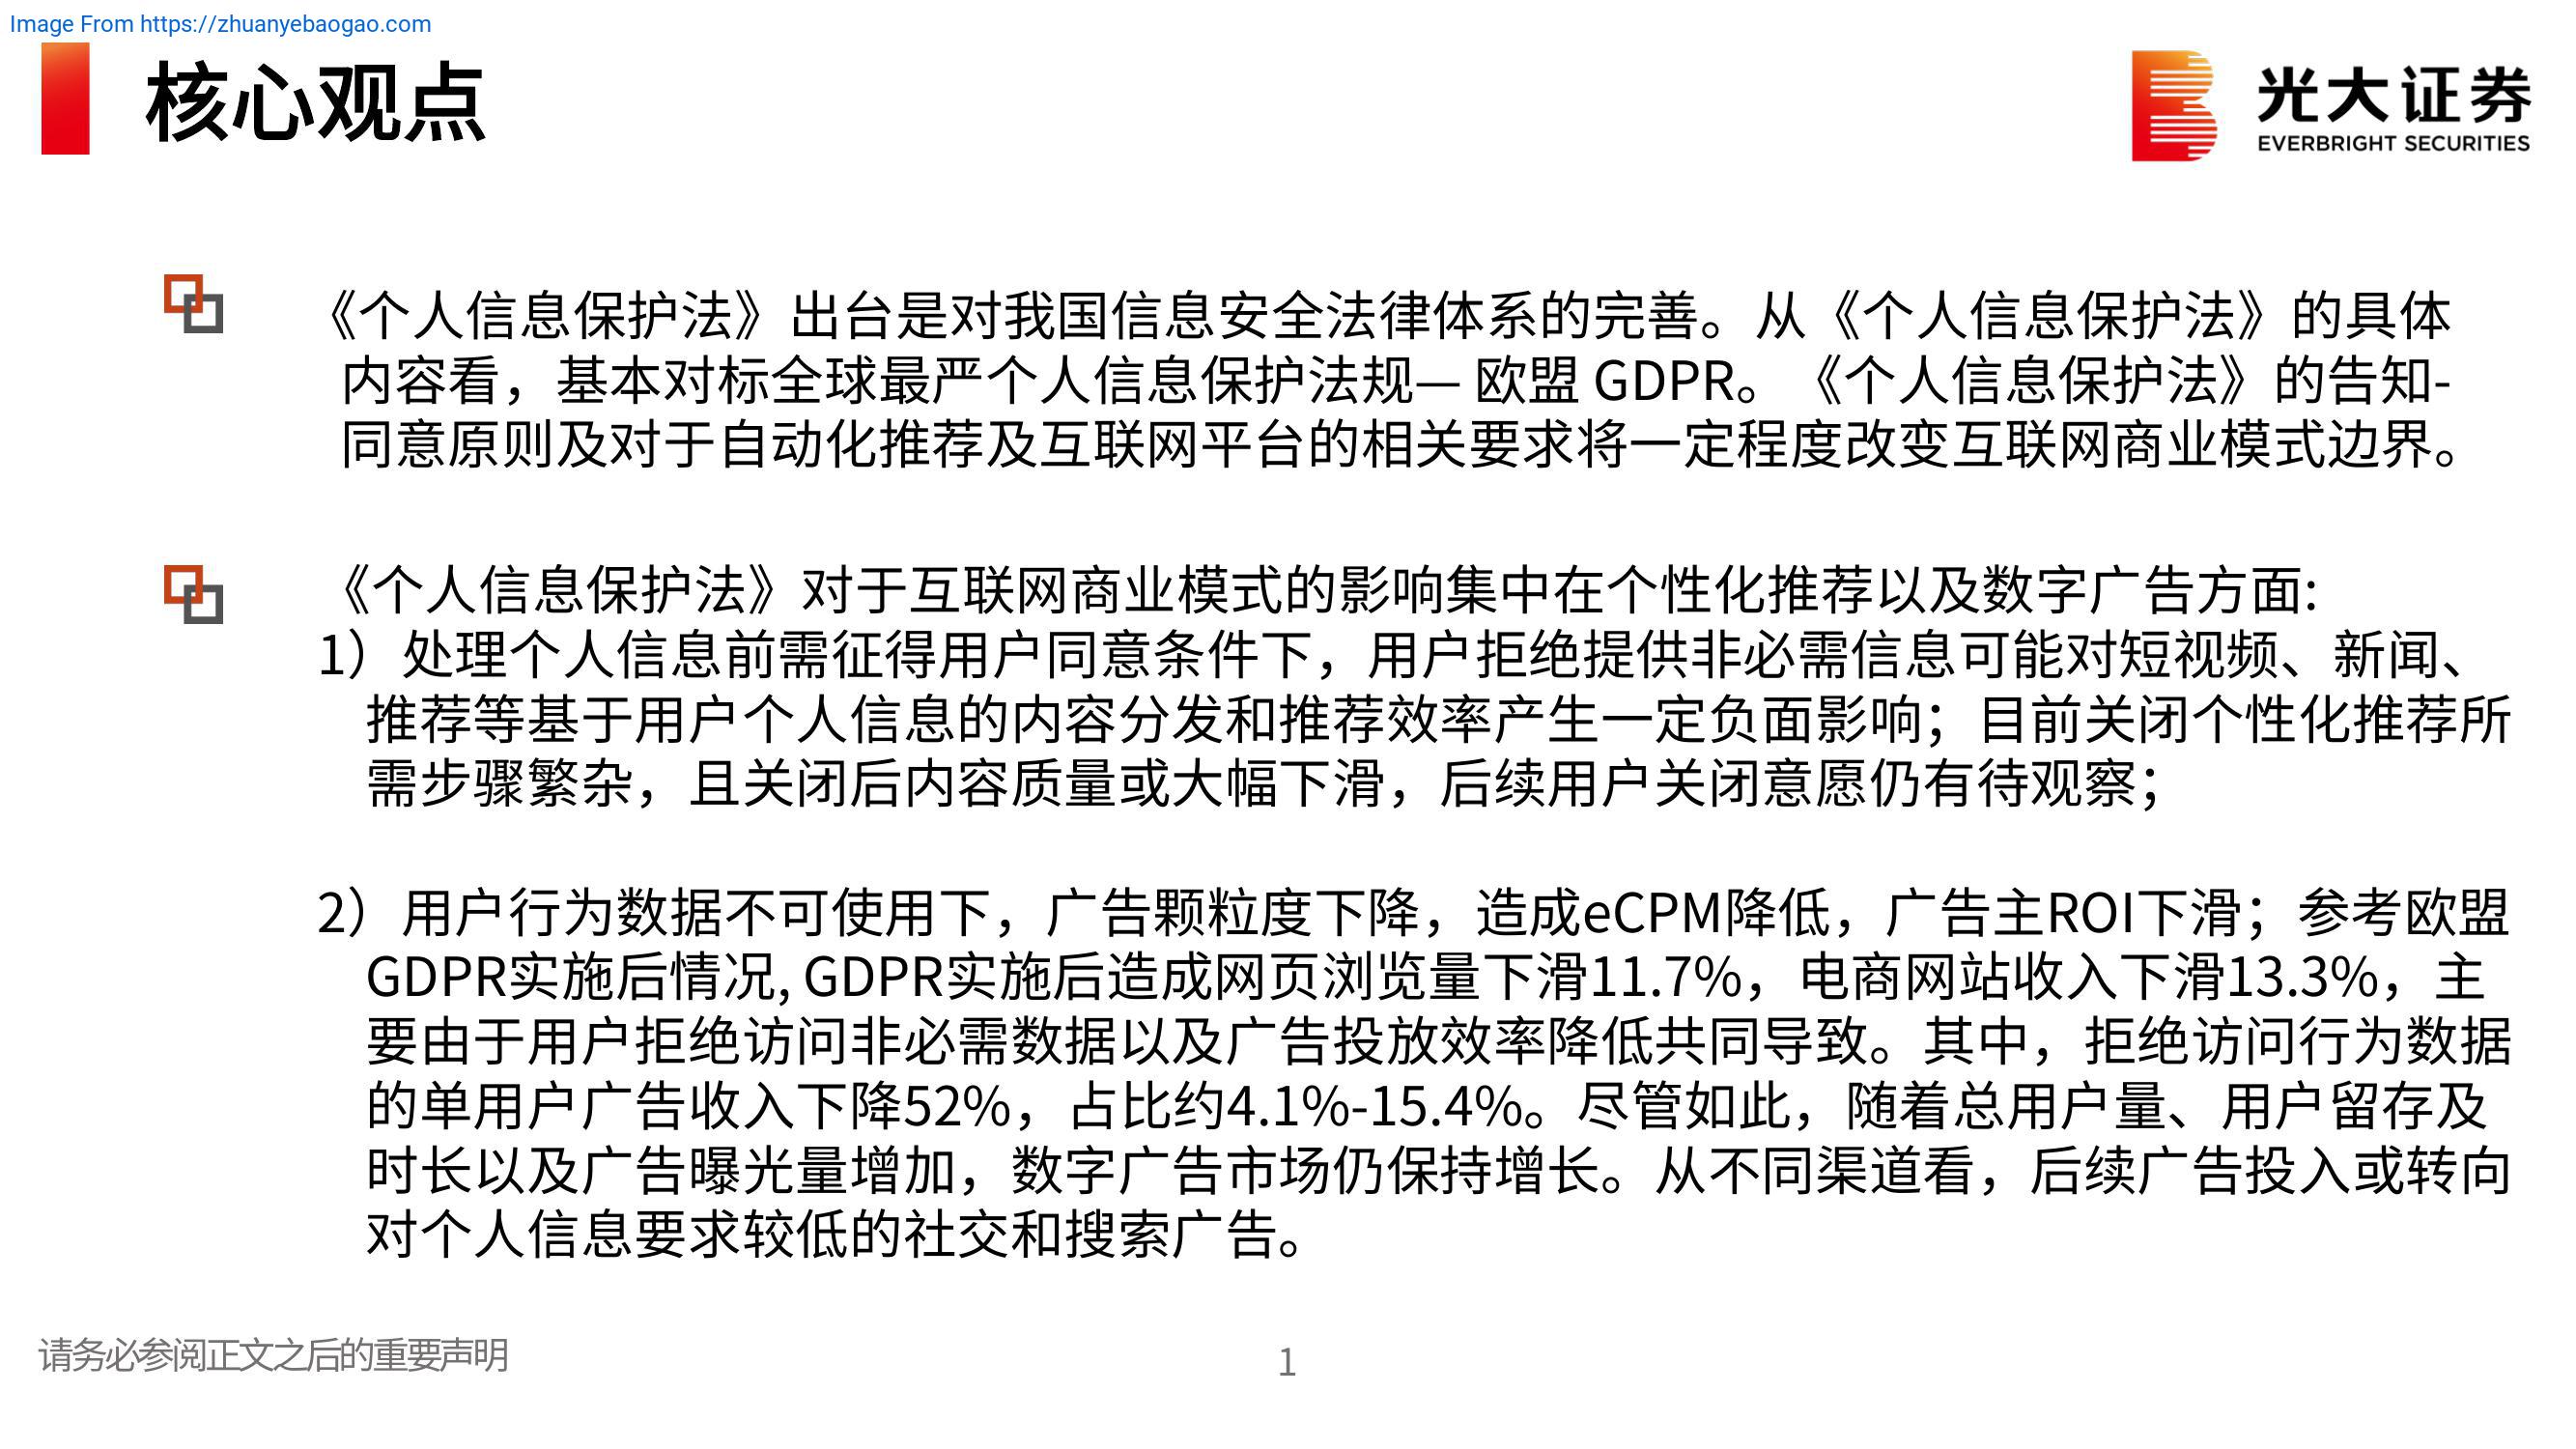 Image From https://zhuanyebaogao.com
核心观点
光大证券
EVERBRIGHT SECURITIES
《个人信息保护法》出台是对我国信息安全法律体系的完善。从《个人信息保护法》的具体
内容看，基本对标全球最严个人信息保护法规— 欧盟 GDPR。《个人信息保护法》的告知-
同意原则及对于自动化推荐及互联网平台的相关要求将一定程度改变互联网商业模式边界。
《个人信息保护法》对于互联网商业模式的影响集中在个性化推荐以及数字广告方面:
1）处理个人信息前需征得用户同意条件下，用户拒绝提供非必需信息可能对短视频、新闻、
推荐等基于用户个人信息的内容分发和推荐效率产生一定负面影响；目前关闭个性化推荐所
需步骤繁杂，且关闭后内容质量或大幅下滑，后续用户关闭意愿仍有待观察；
2）用户行为数据不可使用下，广告颗粒度下降，造成eCPM降低，广告主ROI下滑；参考欧盟
GDPR实施后情况, GDPR实施后造成网页浏览量下滑11.7%，电商网站收入下滑13.3%，主
要由于用户拒绝访问非必需数据以及广告投放效率降低共同导致。其中，拒绝访问行为数据
的单用户广告收入下降52%，占比约4.1%-15.4%。尽管如此，随着总用户量、用户留存及
时长以及广告曝光量增加，数字广告市场仍保持增长。从不同渠道看，后续广告投入或转向
对个人信息要求较低的社交和搜索广告。
请务必参阅正文之后的重要声明
1